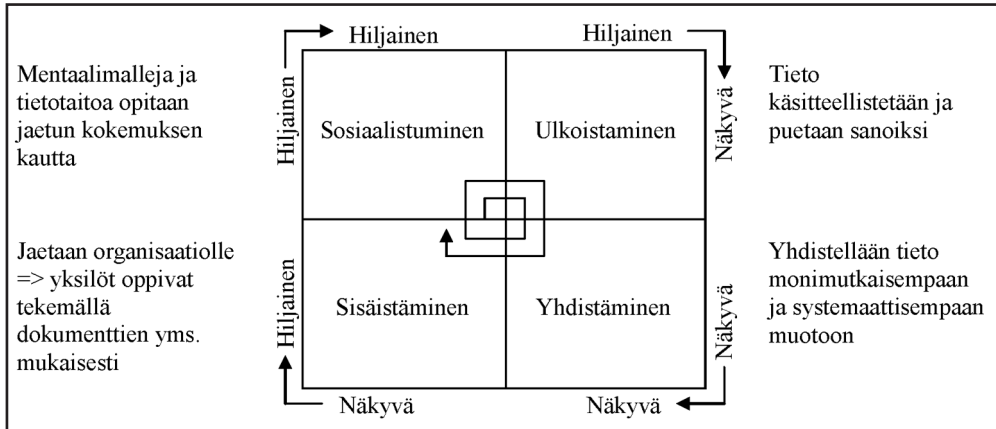 Hiljainen
Hiljainen
Mentaalimalleja ja
tietotaitoa opitaan
jaetun kokemuksen
kautta
Hiljainen
Sosiaalistuminen
Ulkoistaminen
Näkyvä
Tieto
käsitteellistetään ja
puetaan sanoiksi
Jaetaan organisaatiolle
=> yksilöt oppivat
tekemällä
dokumenttien yms.
mukaisesti
Hiljainen
Sisäistäminen
Yhdistäminen
Näkyvä
Yhdistellään tieto
monimutkaisempaan
ja systemaattisempaan
muotoon
Näkyvä
Näkyvä